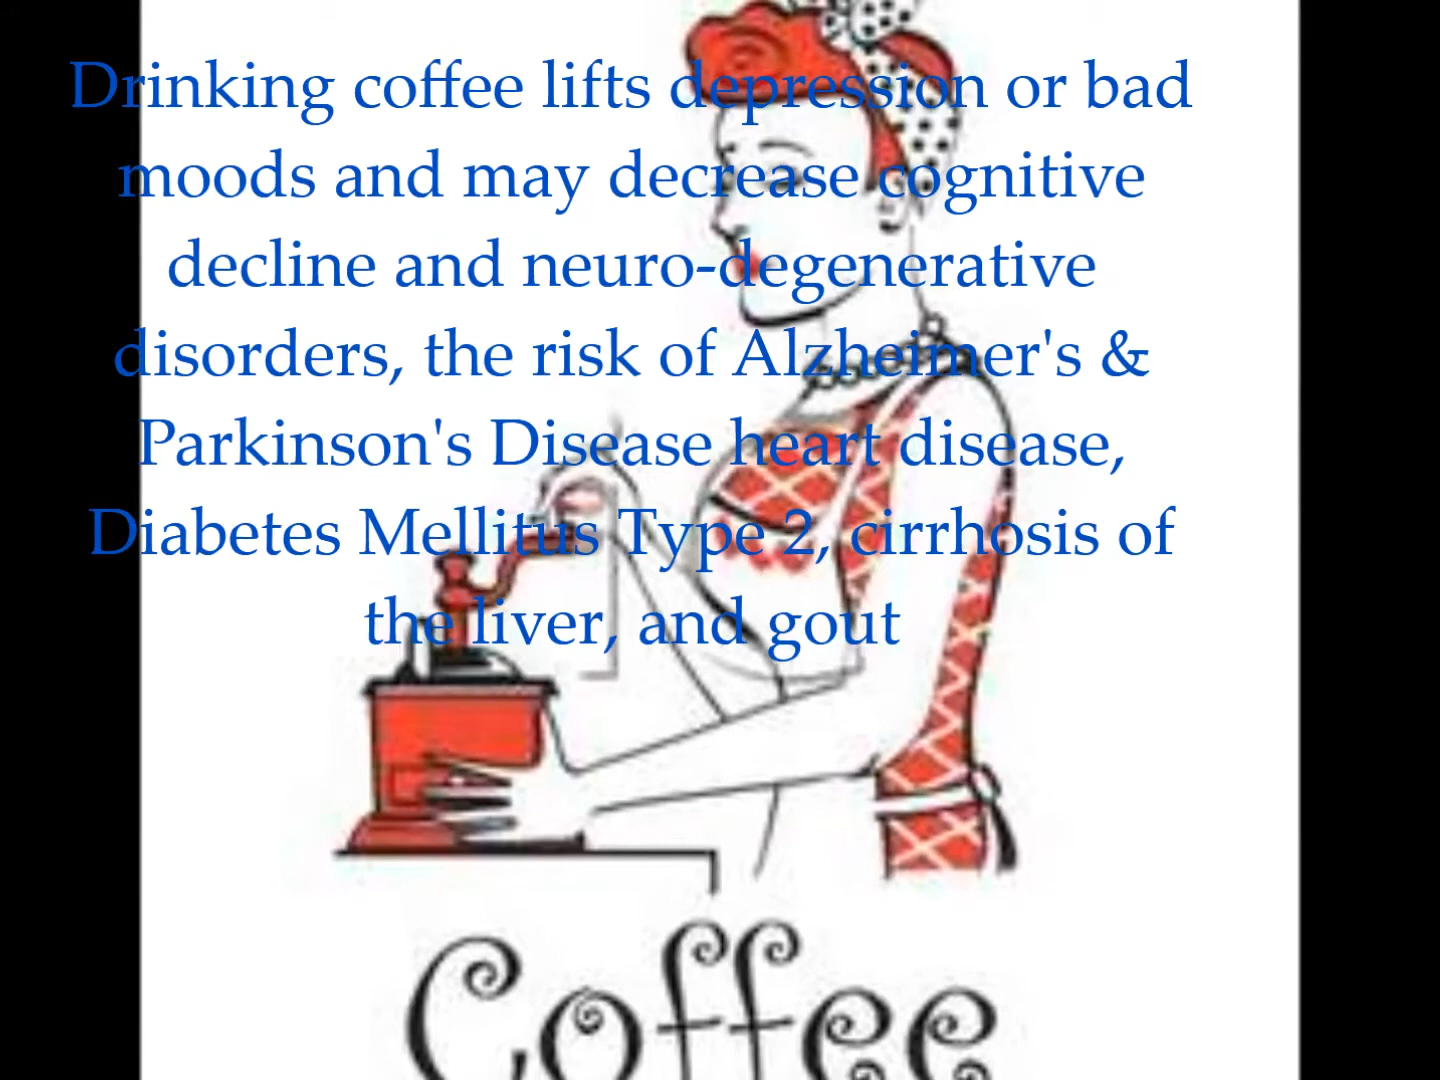 Drinking coffee lifts depression or bad
moods and may decrease cognitive
decline and neuro-degenerative
disorders, the risk of Alzheimer's &
Parkinson's Disease heart disease,
Diabetes Mellitus Type 2, cirrhosis of
the liver, and gout
Coffee